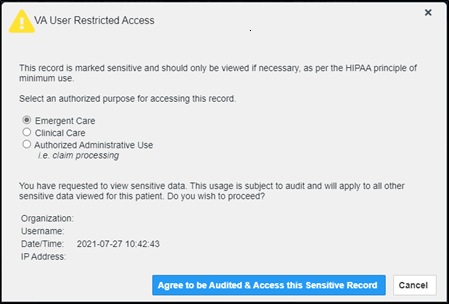 VA User Restricted Access
This record is marked sensitive and should only be viewed if necessary, as per the HIPAA principle of
minimum use.
Select an authorized purpose for accessing this record.
Emergent Care
Clinical Care
Authorized Administrative Use
i.e. claim processing
You have requested to view sensitive data. This usage is subject to audit and will apply to all other
sensitive data viewed for this patient. Do you wish to proceed?
Organization:
Username:
Date/Time: 2021-07-27 10:42:43
IP Address:
Agree to be Audited & Access this Sensitive Record Cancel